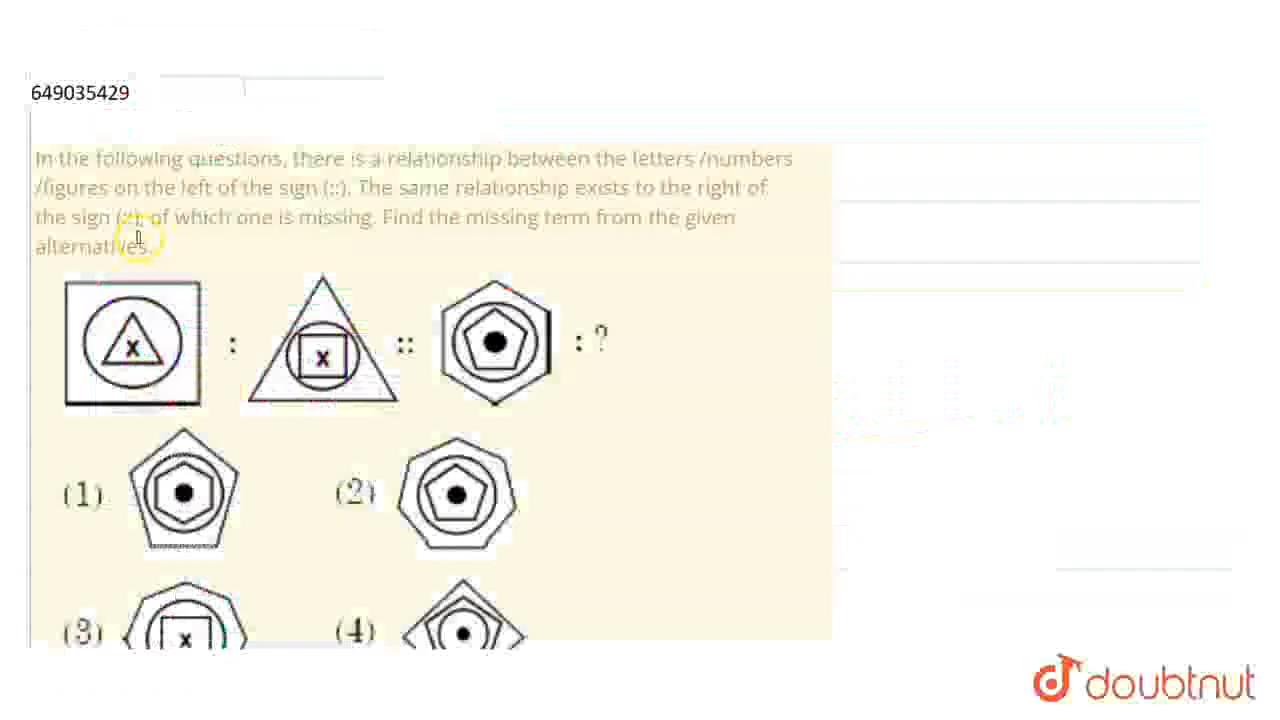 649035429
In the following questions, there is a relationship between the letters /numbers
/figures on the left of the sign (::). The same relationship exists to the right of
the sign (::), of which one is missing. Find the missing term from the given
alternatives.
x : x :: : ?
(1) (2)
(3) x (4)
doubtnut